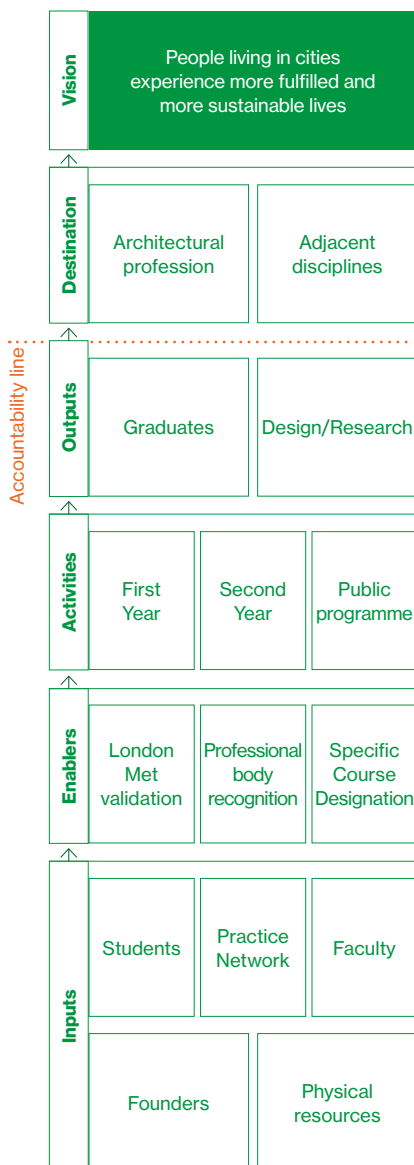 Vision
People living in cities
experience more fulfilled and
more sustainable lives
Destination
Architectural
profession
Adjacent
disciplines
Accountability line
Outputs
Graduates
Design/Research
Activities
First
Year
Second
Year
Public
programme
Enablers
London
Met
validation
Professional
body
recognition
Specific
Course
Designation
Inputs
Students
Practice
Network
Faculty
Founders
Physical
resources